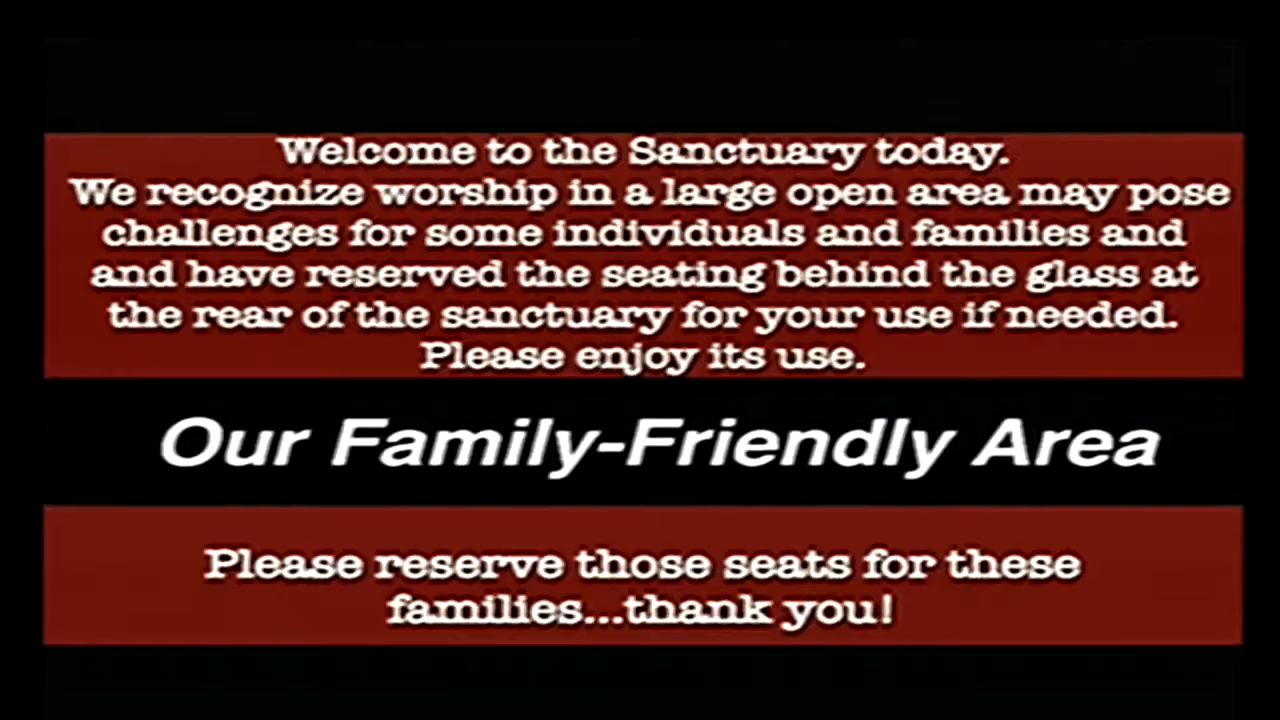 Welcome to the Sanctuary today.
We recognize worship in a large open area may pose
challenges for some individuals and families and
and have reserved the seating behind the glass at
the rear of the sanctuary for your use if needed.
Please enjoy its use.
Our Family-Friendly Area
Please reserve those seats for these
families...thank you!